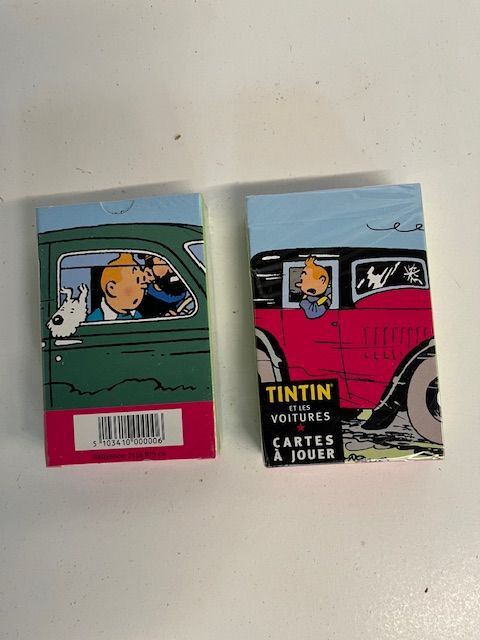 5 103410 000006
TINTIN
ET LES
VOITURES
CARTES
À JOUER